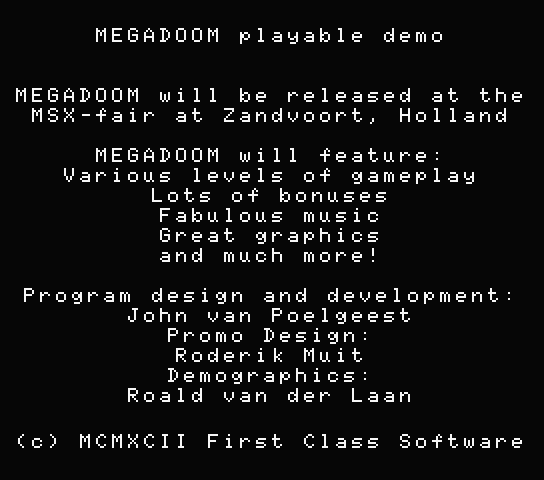 MEGADOOM playable demo
MEGADOOM will be released at the
MSX-fair at Zandvoort, Holland
MEGADOOM will feature:
Various levels of gameplay
Lots of bonuses
Fabulous music
Great graphics
and much more!
Program design and development:
John van Poelgeest
Promo Design:
Roderik Muit
Demographics:
Roald van der Laan
(c) MCMXCII First Class Software